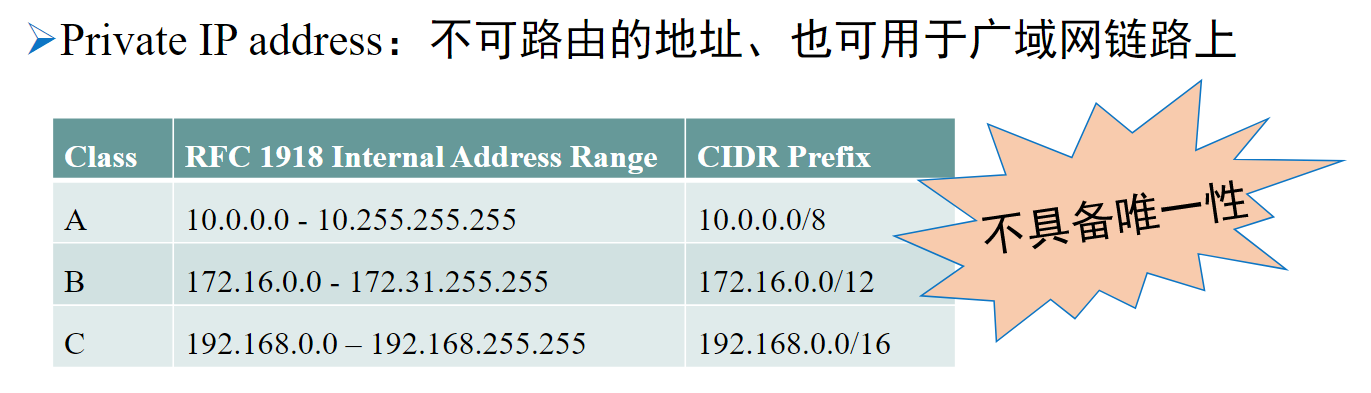 Private IP address：不可路由的地址、也可用于广域网链路上
Class RFC 1918 Internal Address Range CIDR Prefix
A 10.0.0.0 - 10.255.255.255 10.0.0.0/8
B 172.16.0.0 - 172.31.255.255 172.16.0.0/12
C 192.168.0.0 – 192.168.255.255 192.168.0.0/16
不具备唯一性